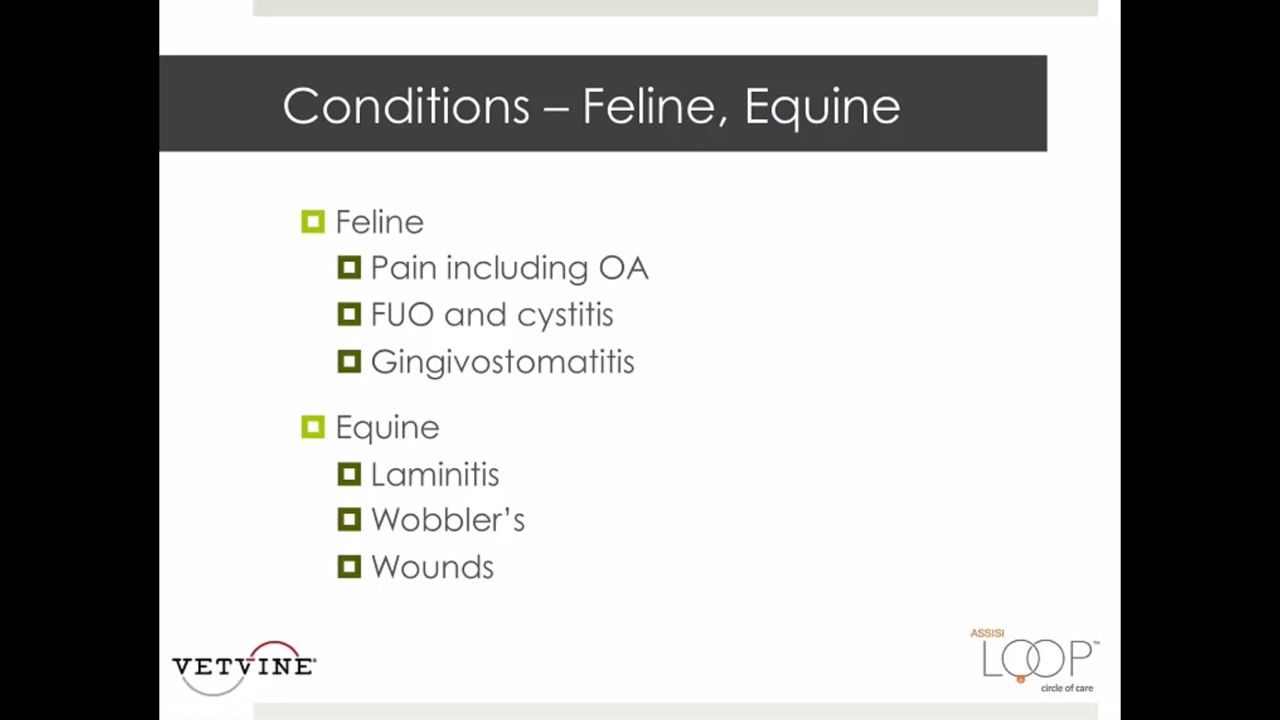 Conditions – Feline, Equine
Feline
Pain including OA
FUO and cystitis
Gingivostomatitis
Equine
Laminitis
Wobbler’s
Wounds
VETVINE®
ASSISI
LOOP™
circle of care